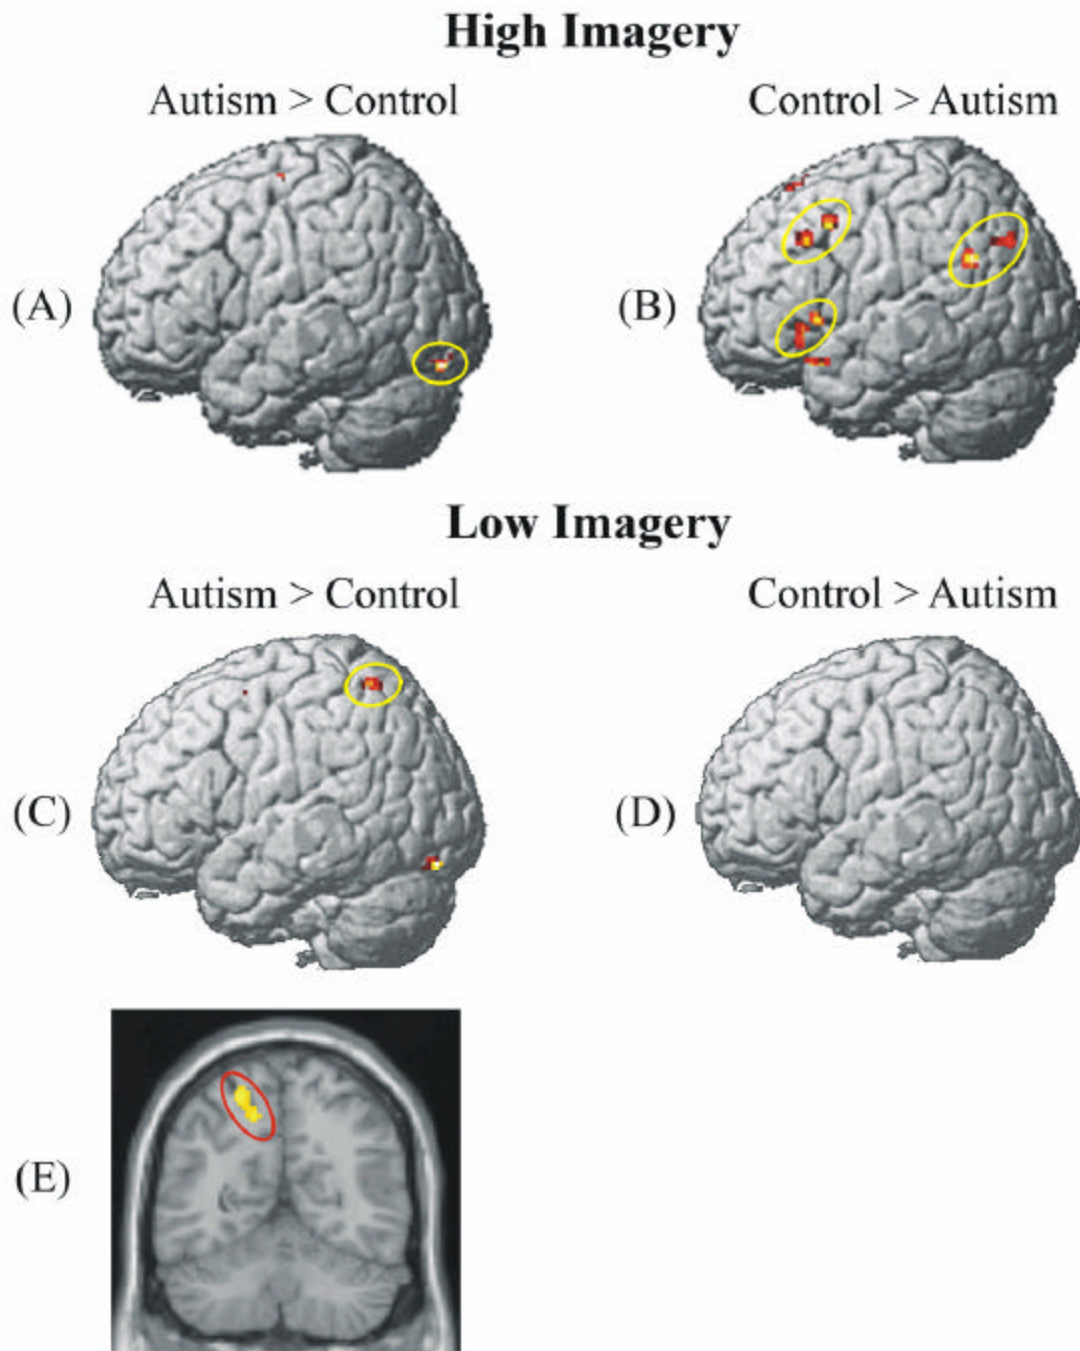 High Imagery
Autism > Control
Control > Autism
(A)
(B)
Low Imagery
Autism > Control
Control > Autism
(C)
(D)
(E)